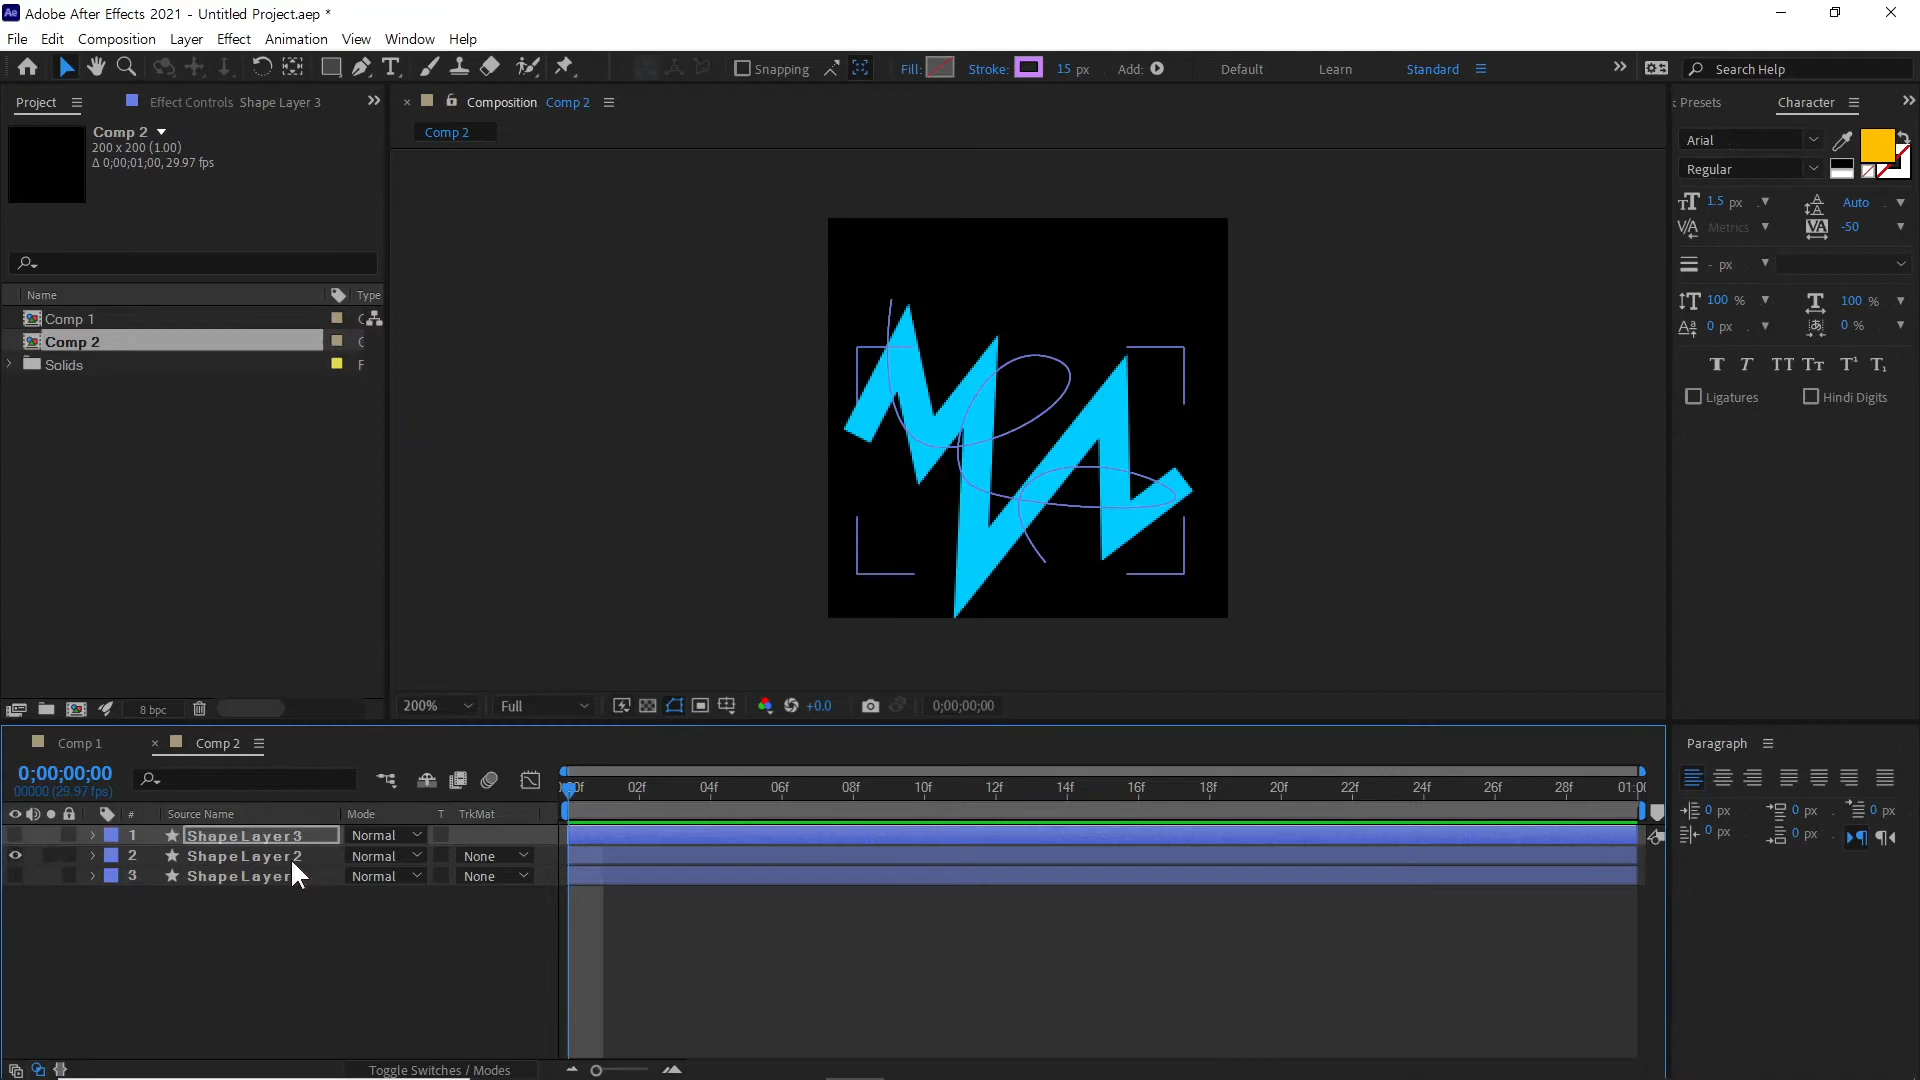 Adobe After Effects 2021 - Untitled Project.aep *
File Edit Composition Layer Effect Animation View Window Help
Snapping Fill: Stroke: 15 px Add: Default Learn Standard Search Help
Project Effect Controls Shape Layer 3
Composition Comp 2
Presets Character
Comp 2
200 x 200 (1.00)
Δ 0;00;01;00, 29.97 fps
Comp 2
Arial
Regular
1.5 px Auto
Metrics -50
- px
100 % 100 %
0 px 0 %
T T TT Tт T¹ T₁
Ligatures Hindi Digits
Name Type
Comp 1
Comp 2
Solids F
8 bpc
200% Full +0.0 0;00;00;00
Comp 1 Comp 2
Paragraph
0;00;00;00
00000 (29.97 fps)
02f 04f 06f 08f 10f 12f 14f 16f 18f 20f 22f 24f 26f 28f 01:0
# Source Name Mode T TrkMat
1 Shape Layer 3 Normal
2 Shape Layer 2 Normal None
3 Shape Layer Normal None
0 px 0 px 0 px
0 px 0 px
Toggle Switches / Modes